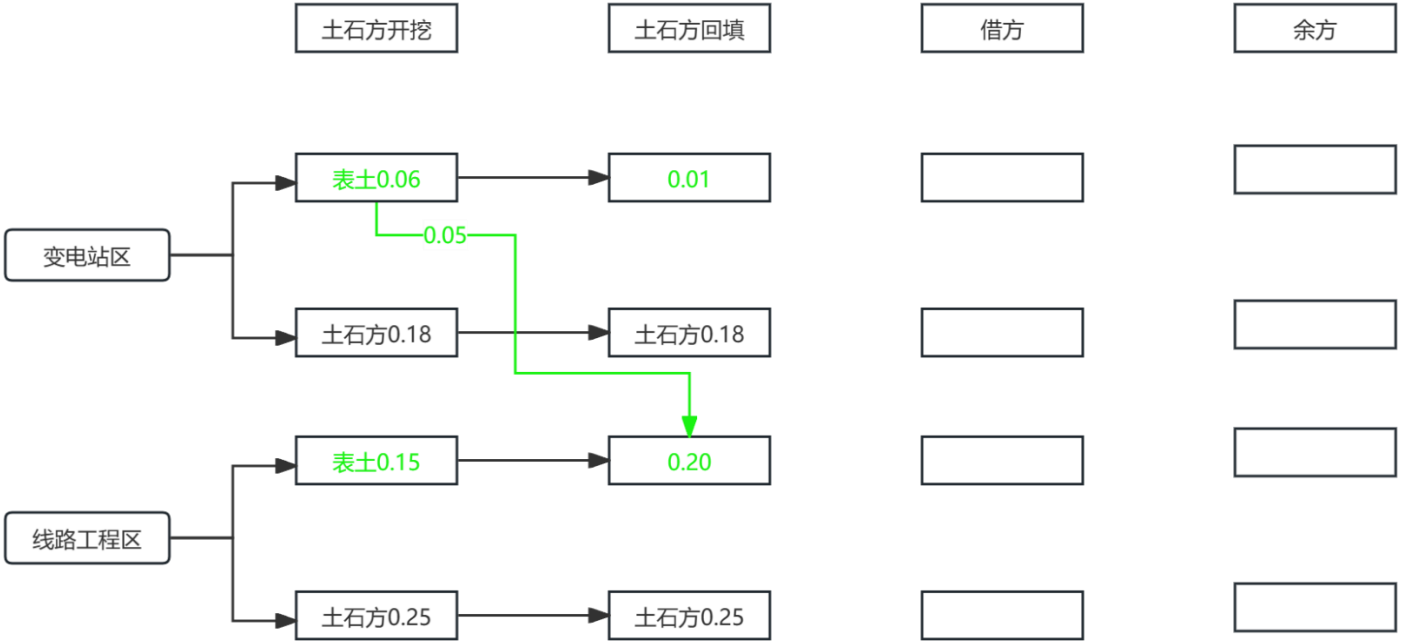 土石方开挖
土石方回填
借方
余方
表土0.06
0.01
0.05
变电站区
土石方0.18
土石方0.18
表土0.15
0.20
线路工程区
土石方0.25
土石方0.25